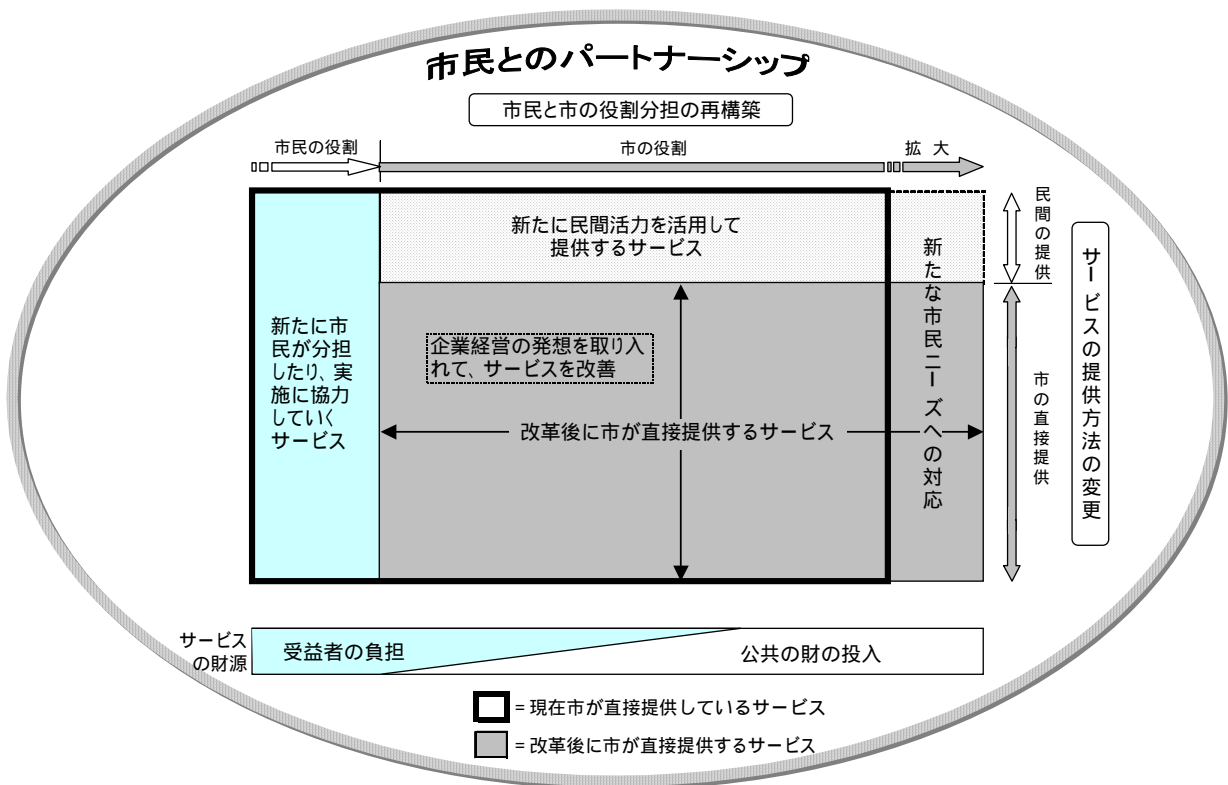 市民とのパートナーシップ
市民と市の役割分担の再構築
市民の役割
市の役割
拡 大
新たに民間活力を活用して
提供するサービス
民間の提供
サービスの提供方法の変更
新たな市民ニーズへの対応
新たに市
民が分担
したり、実
施に協力
していく
サービス
企業経営の発想を取り入
れて、サービスを改善
市の直接提供
改革後に市が直接提供するサービス
サービス
の財源
受益者の負担
公共の財の投入
= 現在市が直接提供しているサービス
= 改革後に市が直接提供するサービス